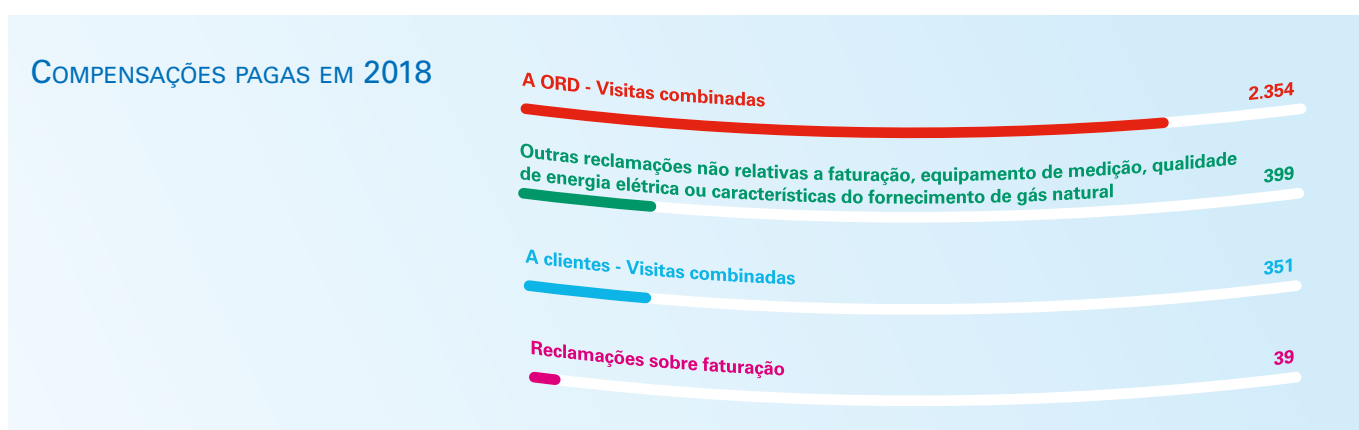 Compensações pagas em 2018
A ORD - Visitas combinadas
2.354
Outras reclamações não relativas a faturação, equipamento de medição, qualidade
de energia elétrica ou características do fornecimento de gás natural
399
A clientes - Visitas combinadas
351
Reclamações sobre faturação
39